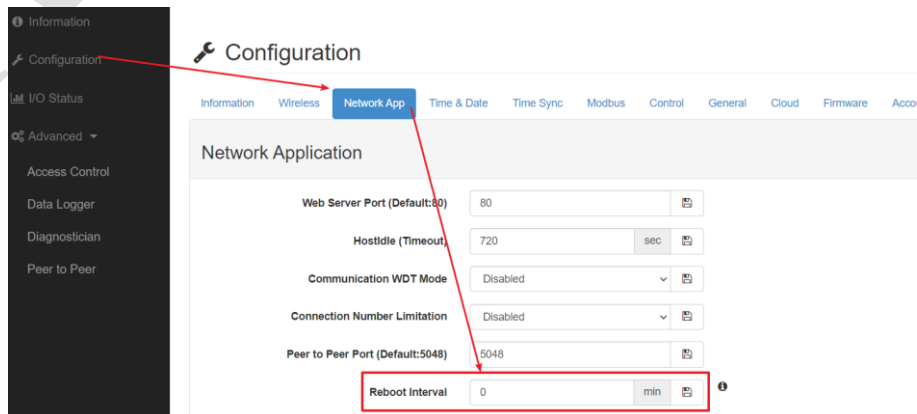 Information
Configuration
I/O Status
Advanced
Access Control
Data Logger
Diagnostician
Peer to Peer
Configuration
Information Wireless Network App Time & Date Time Sync Modbus Control General Cloud Firmware Acco
Network Application
Web Server Port (Default:80) 80
HostIdle (Timeout) 720 sec
Communication WDT Mode Disabled
Connection Number Limitation Disabled
Peer to Peer Port (Default:5048) 5048
Reboot Interval 0 min